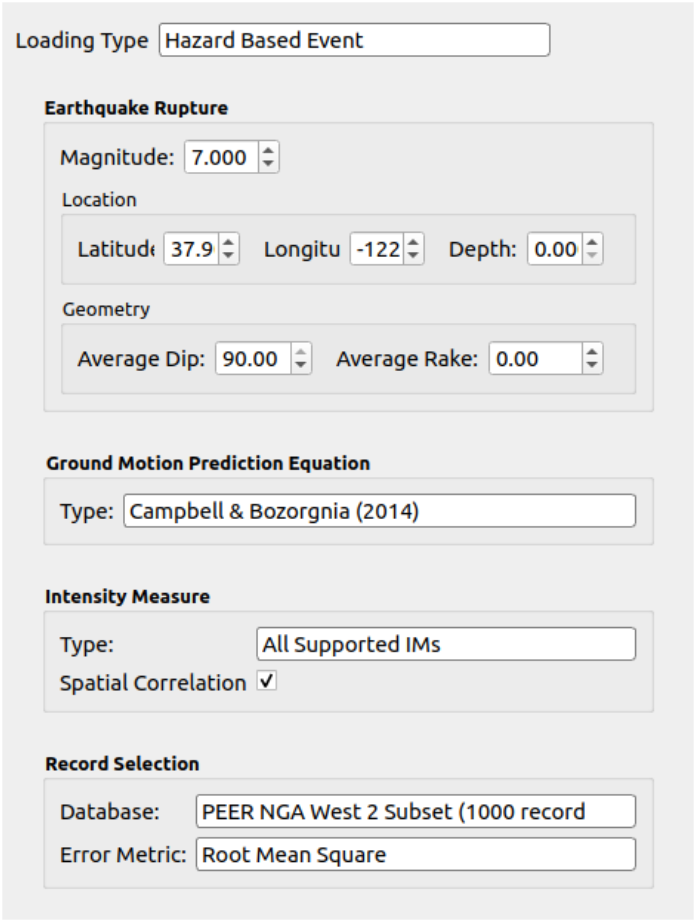 Loading Type Hazard Based Event
Earthquake Rupture
Magnitude: 7.000
Location
Latitude 37.9 Longitu -122 Depth: 0.00
Geometry
Average Dip: 90.00 Average Rake: 0.00
Ground Motion Prediction Equation
Type: Campbell & Bozorgnia (2014)
Intensity Measure
Type: All Supported IMs
Spatial Correlation
Record Selection
Database: PEER NGA West 2 Subset (1000 record
Error Metric: Root Mean Square